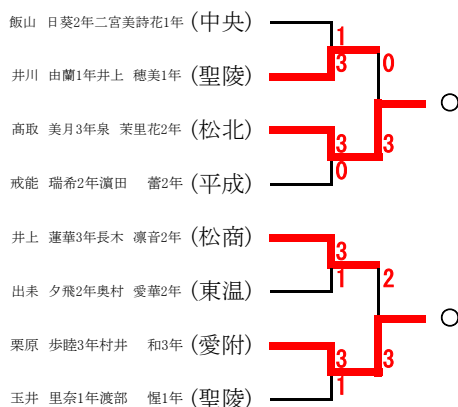 飯山 日葵2年二宮美詩花1年 (中央)
1
井川 由蘭1年井上 穂美1年 (聖陵)
3
0
○
髙取 美月3年泉 茉里花2年 (松北)
3
3
戒能 瑞希2年濵田 蕾2年 (平成)
0
井上 蓮華3年長木 凛音2年 (松商)
3
2
出耒 夕飛2年奥村 愛華2年 (東温)
1
○
栗原 歩睦3年村井 和3年 (愛附)
3
3
玉井 里奈1年渡部 惺1年 (聖陵)
1